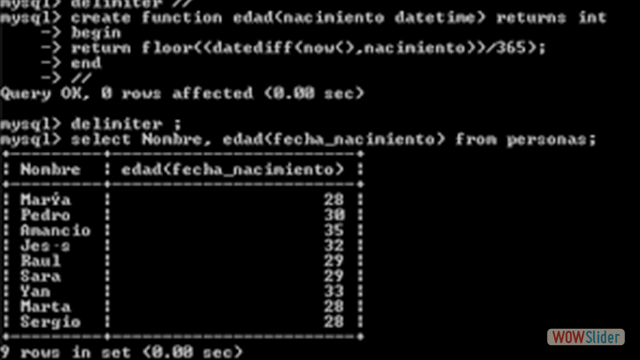 mysql> delimiter //
mysql> create function edad(nacimiento datetime) returns int
-> begin
-> return floor((datediff(now(),nacimiento))/365);
-> end
-> //
Query OK, 0 rows affected (0.00 sec)
mysql> delimiter ;
mysql> select Nombre, edad(fecha_nacimiento) from personas;
Nombre | edad(fecha_nacimiento)
Marýa | 28
Pedro | 30
Amancio | 35
Jes-s | 32
Raul | 29
Sara | 29
Yan | 33
Marta | 28
Sergio | 28
9 rows in set (0.00 sec)
WOWSlider